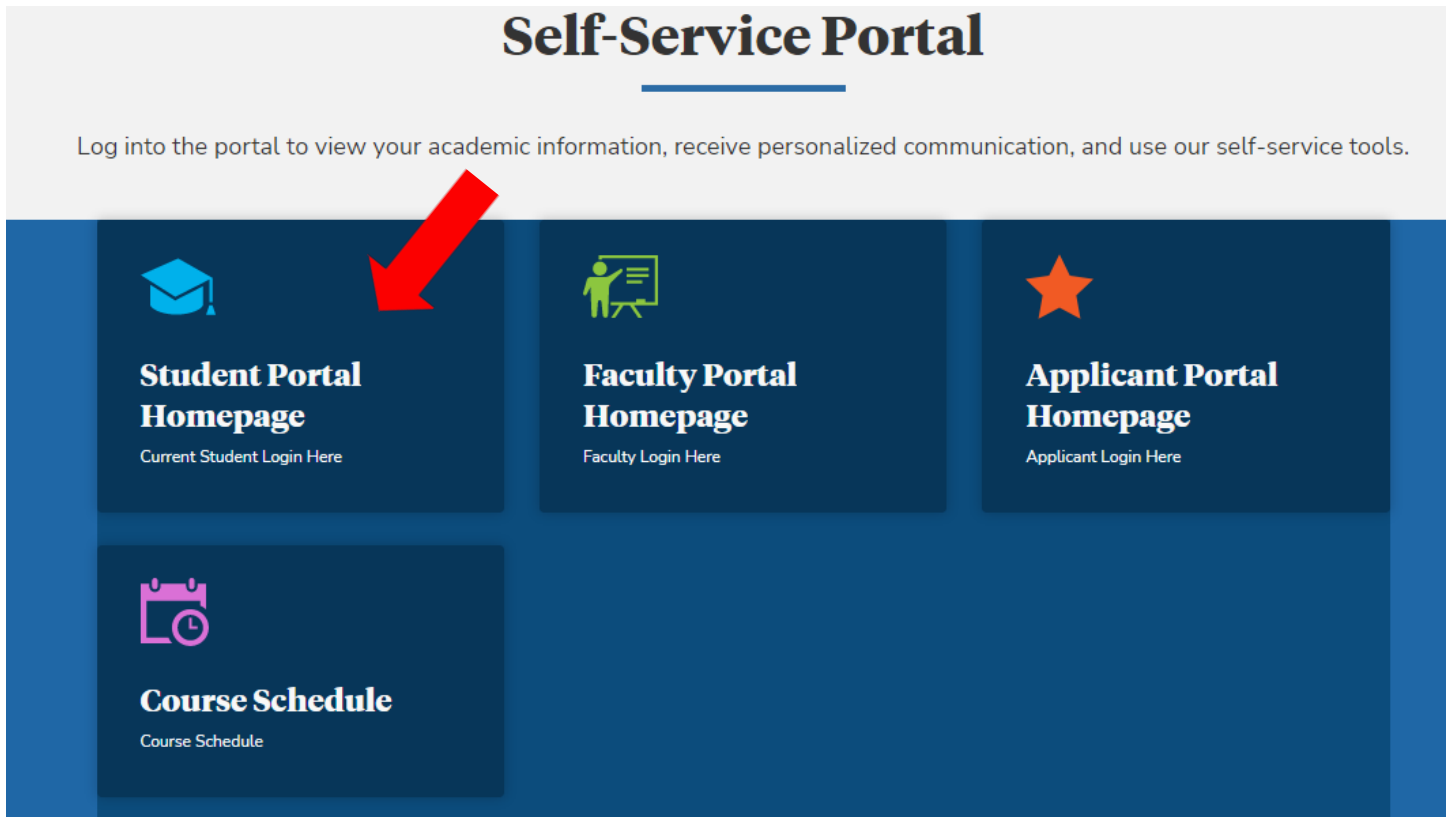 Self-Service Portal
Log into the portal to view your academic information, receive personalized communication, and use our self-service tools.
Student Portal
Homepage
Current Student Login Here
Faculty Portal
Homepage
Faculty Login Here
Applicant Portal
Homepage
Applicant Login Here
Course Schedule
Course Schedule